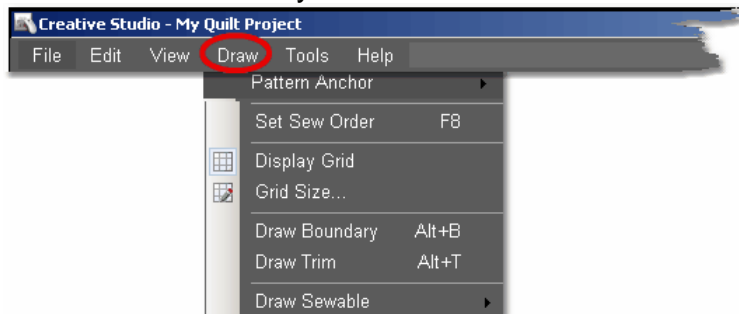 Creative Studio - My Quilt Project
File Edit View Draw Tools Help
Pattern Anchor
Set Sew Order F8
Display Grid
Grid Size...
Draw Boundary Alt+B
Draw Trim Alt+T
Draw Sewable